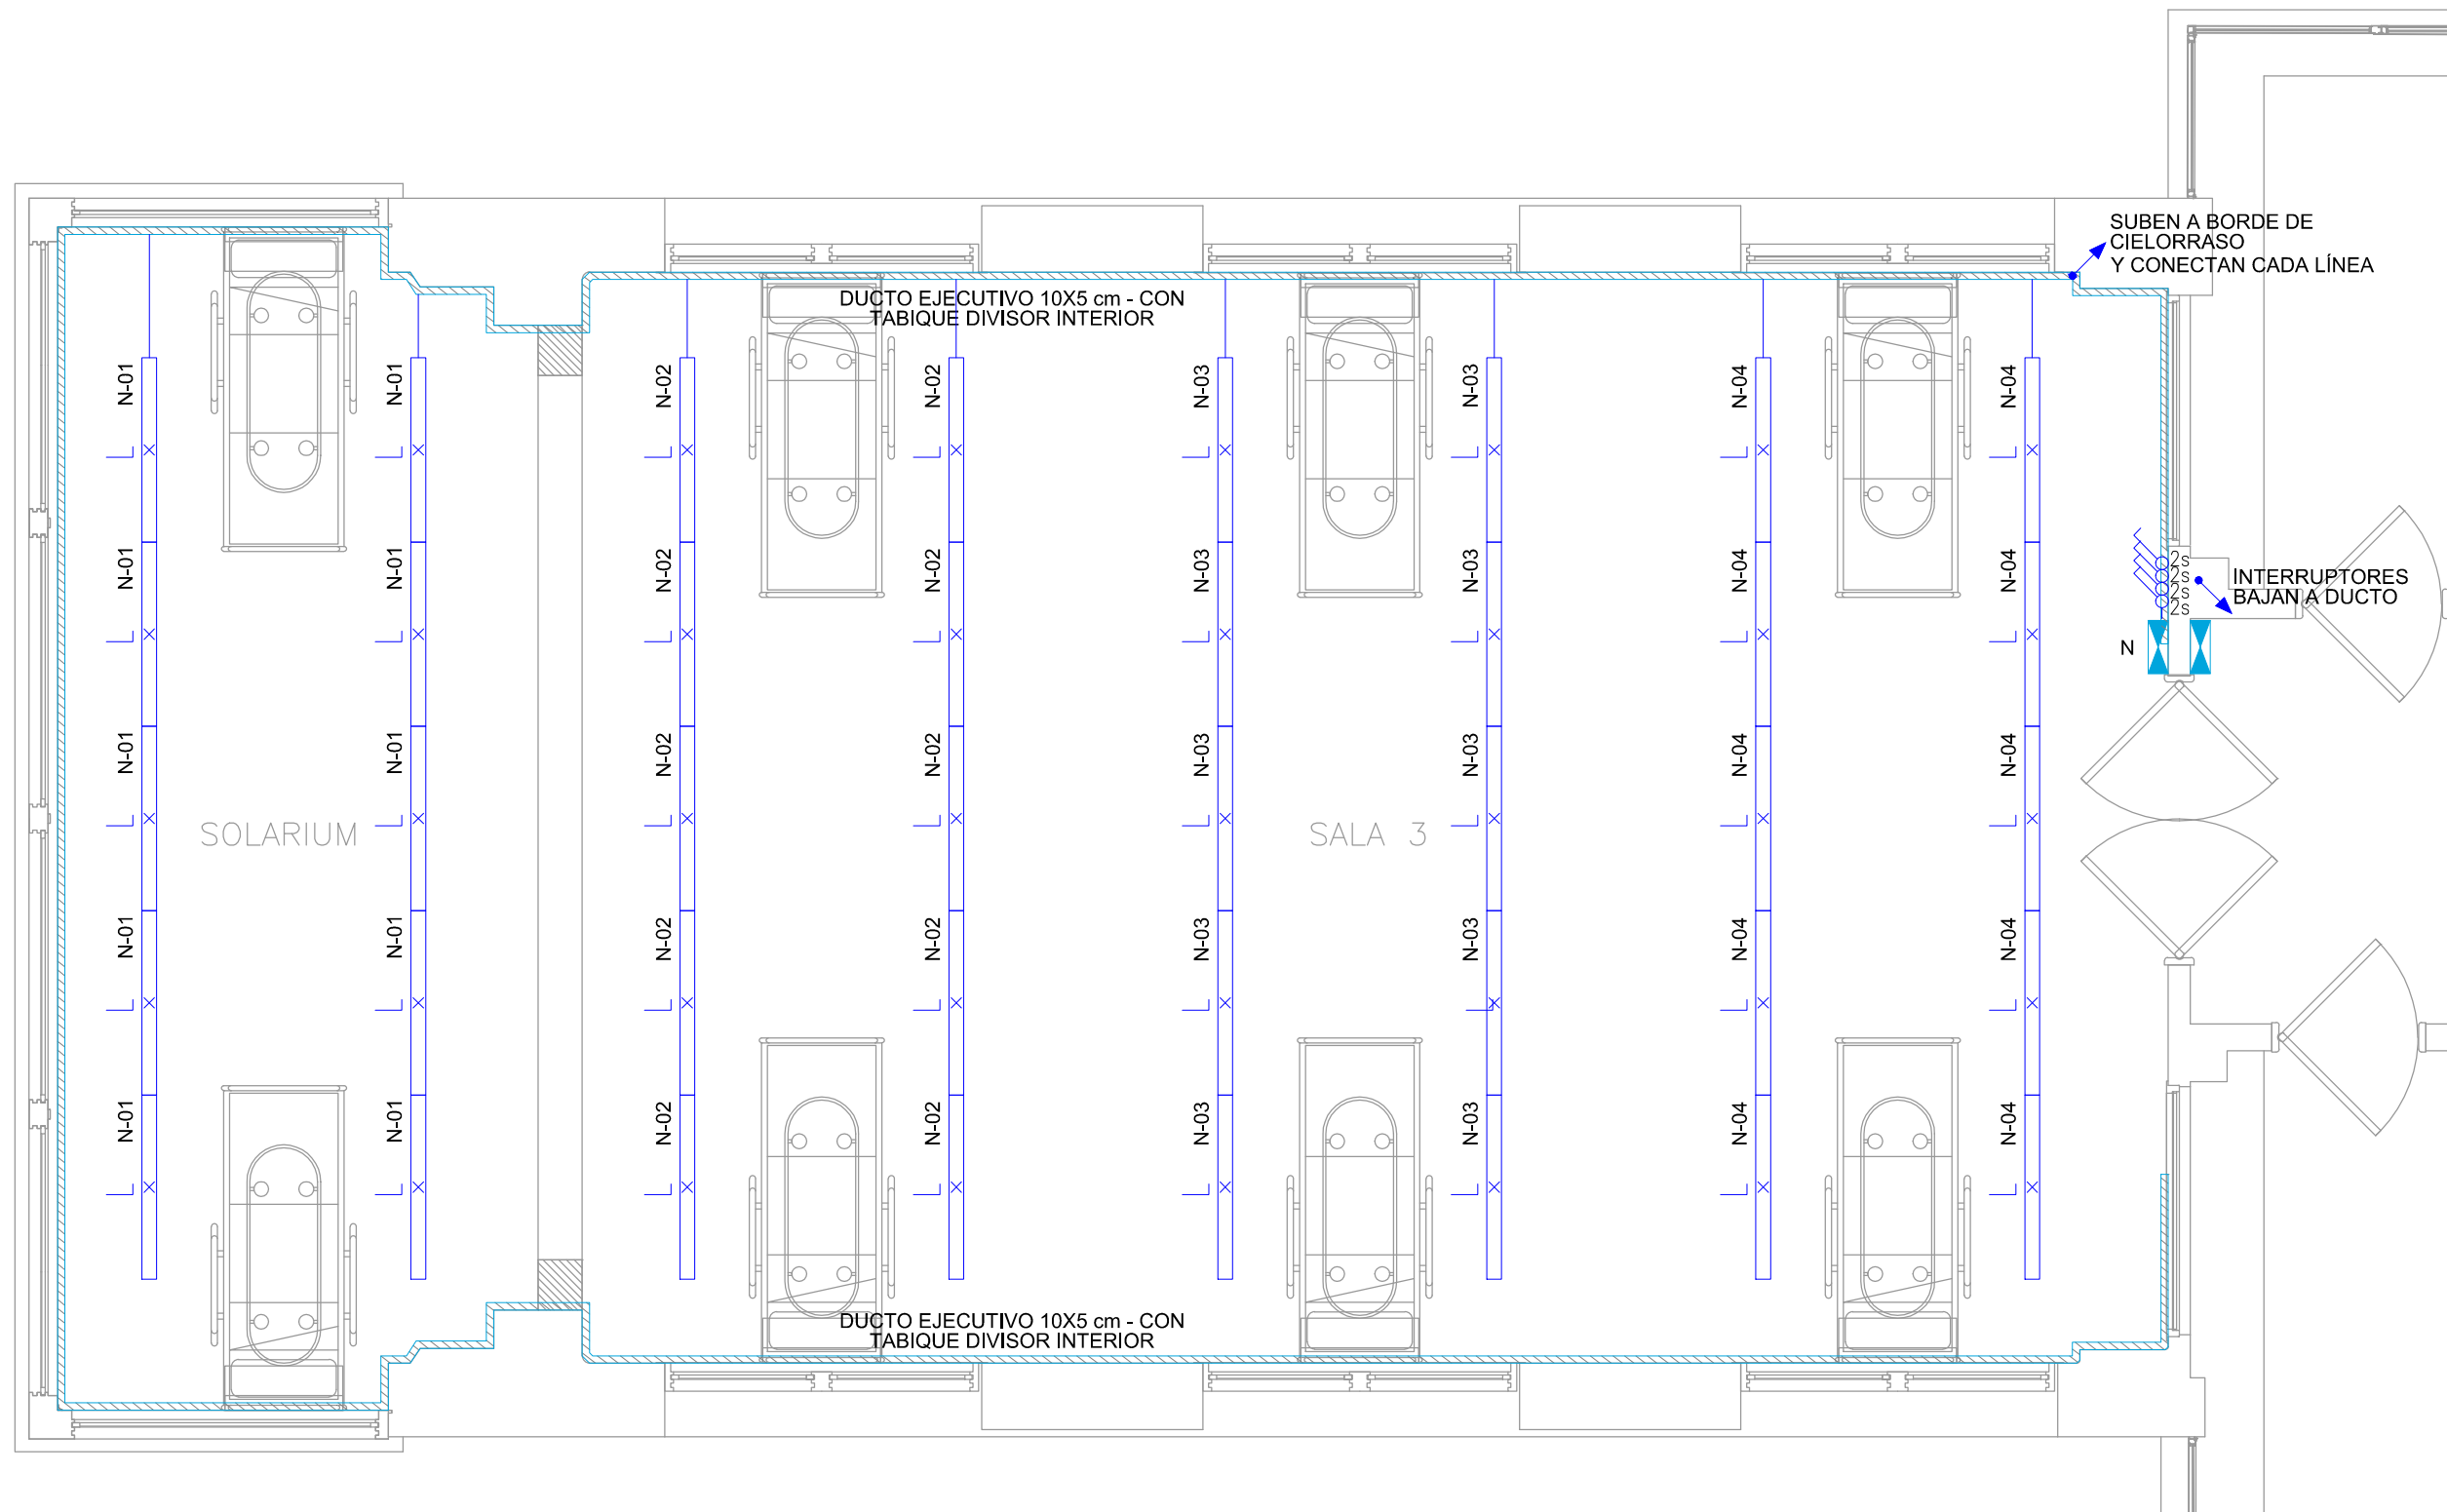 SUBEN A BORDE DE
CIELORRASO
Y CONECTAN CADA LÍNEA
DUCTO EJECUTIVO 10X5 cm - CON
TABIQUE DIVISOR INTERIOR
N-01
N-01
N-02
N-02
N-03
N-03
N-04
N-04
2s
2s
2s
2s
INTERRUPTORES
BAJAN A DUCTO
N
N-01
N-01
N-02
N-02
N-03
N-03
N-04
N-04
N-01
N-01
N-02
N-02
N-03
N-03
N-04
N-04
SOLARIUM
SALA 3
N-01
N-01
N-02
N-02
N-03
N-03
N-04
N-04
N-01
N-01
N-02
N-02
N-03
N-03
N-04
N-04
DUCTO EJECUTIVO 10X5 cm - CON
TABIQUE DIVISOR INTERIOR